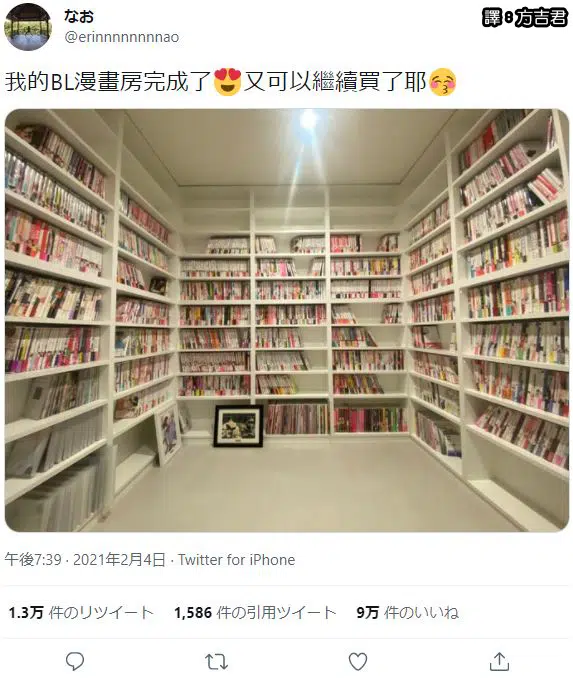 なお
譯8方吉君
@erinnnnnnnnao
我的BL漫畫房完成了😍又可以繼續買了耶😚
午後7:39 · 2021年2月4日 · Twitter for iPhone
1.3万 件のリツイート 1,586 件の引用ツイート 9万 件のいいね